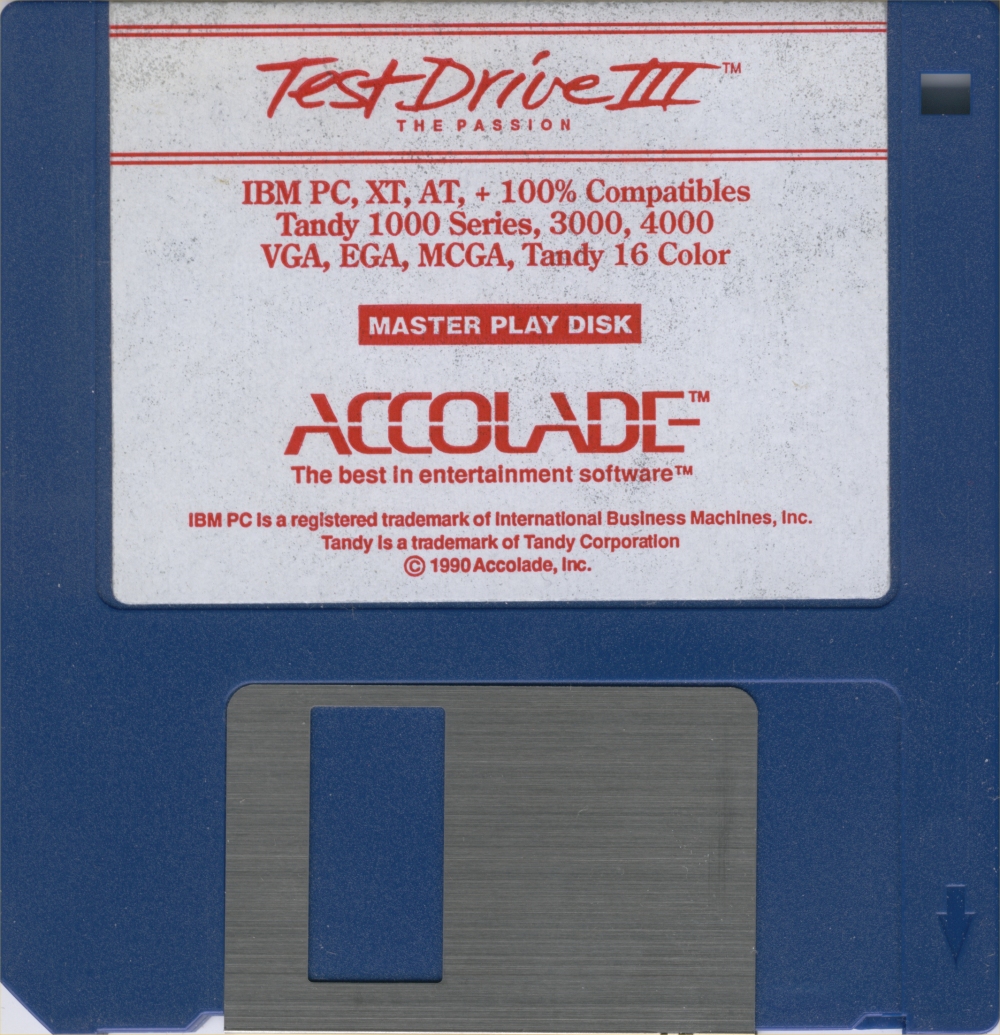 Test Drive III™
THE PASSION
IBM PC, XT, AT, + 100% Compatibles
Tandy 1000 Series, 3000, 4000
VGA, EGA, MCGA, Tandy 16 Color
MASTER PLAY DISK
ACCOLADE™
The best in entertainment software™
IBM PC is a registered trademark of International Business Machines, Inc.
Tandy is a trademark of Tandy Corporation
© 1990 Accolade, Inc.